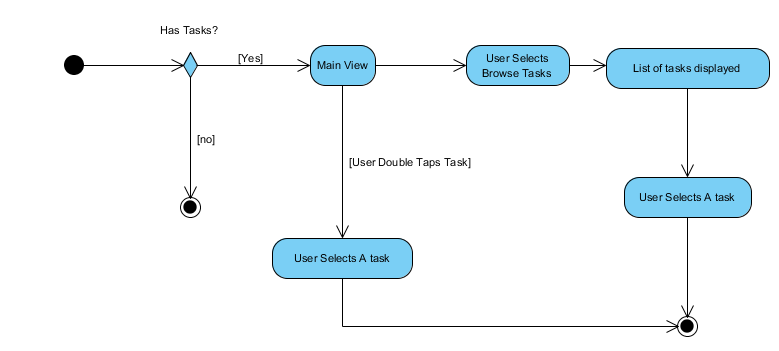 Has Tasks?
[Yes]
Main View
User Selects
Browse Tasks
List of tasks displayed
[no]
[User Double Taps Task]
User Selects A task
User Selects A task